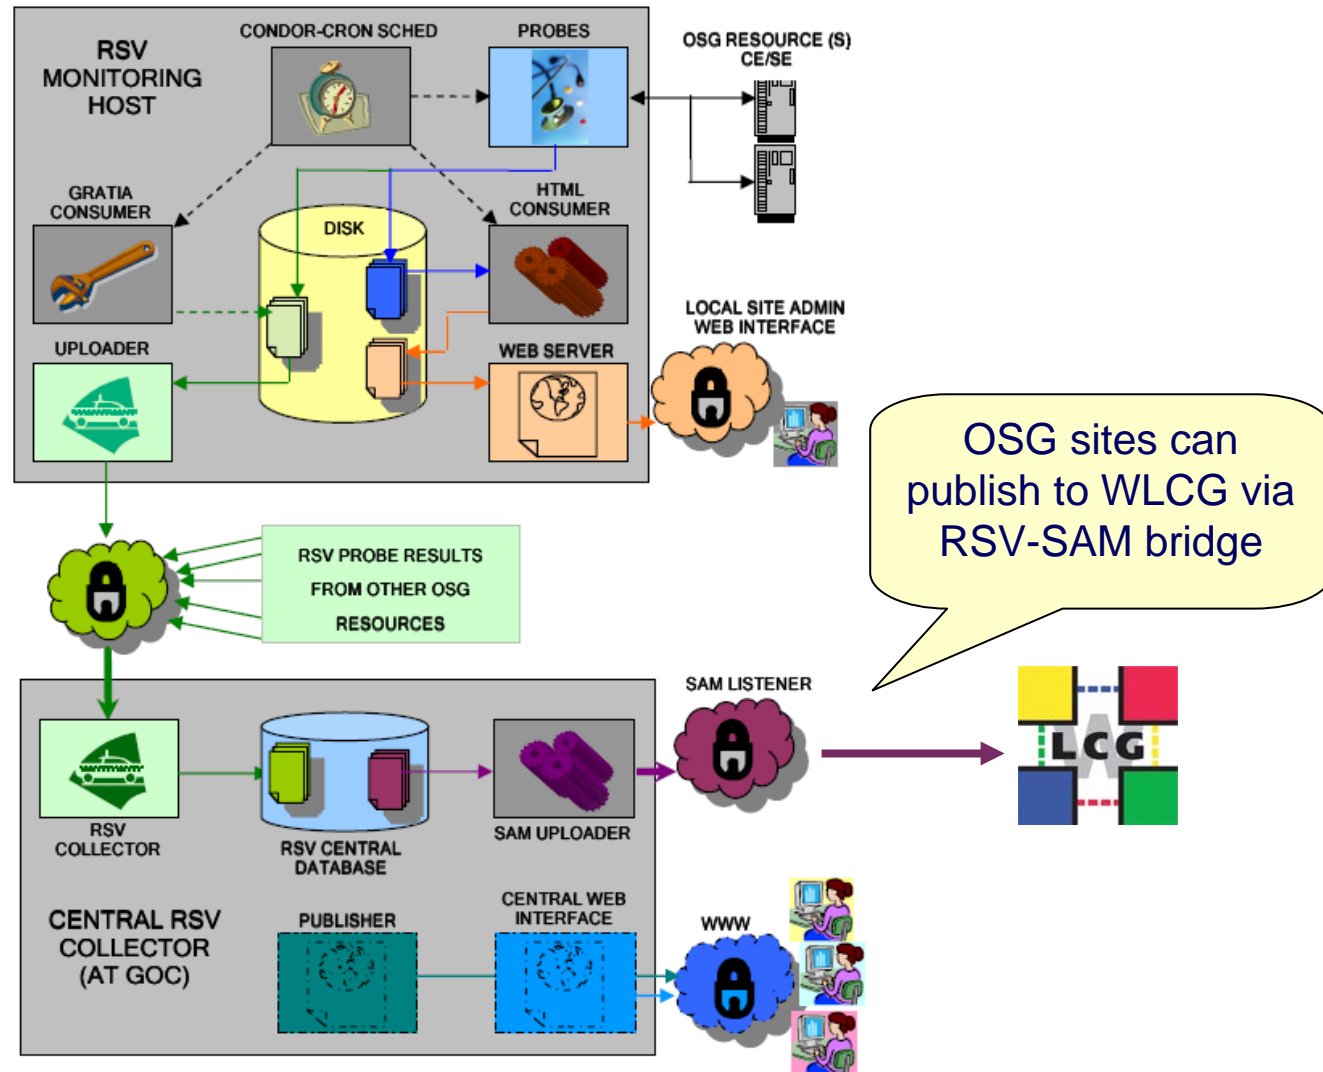 RSV
MONITORING
HOST
CONDOR-CRON SCHED
PROBES
OSG RESOURCE (S)
CE/SE
GRATIA
CONSUMER
DISK
HTML
CONSUMER
UPLOADER
WEB SERVER
LOCAL SITE ADMIN
WEB INTERFACE
OSG sites can
publish to WLCG via
RSV-SAM bridge
RSV PROBE RESULTS
FROM OTHER OSG
RESOURCES
SAM LISTENER
LCG
RSV
COLLECTOR
RSV CENTRAL
DATABASE
SAM UPLOADER
CENTRAL RSV
COLLECTOR
(AT GOC)
PUBLISHER
CENTRAL WEB
INTERFACE
WWW